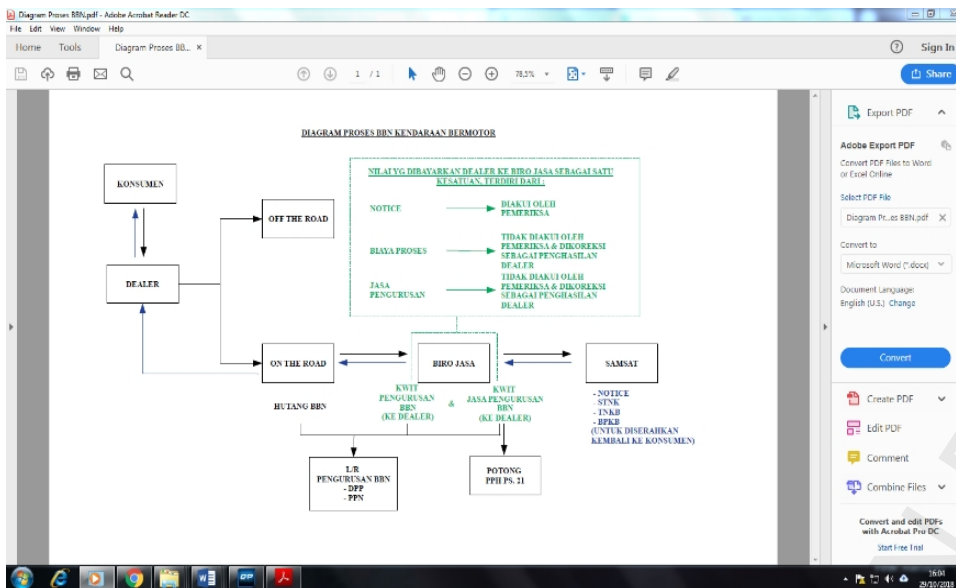 Diagram Proses BBN.pdf - Adobe Acrobat Reader DC
File Edit View Window Help
Home Tools Diagram Proses BB... ×
Sign In
1 / 1
78,5%
Share
DIAGRAM PROSES BBN KENDARAAN BERMOTOR
KONSUMEN
DEALER
OFF THE ROAD
ON THE ROAD
NILAI YG DIBAYARKAN DEALER KE BIRO JASA SEBAGAI SATU
KESATUAN, TERDIRI DARI :
NOTICE
DIAKUI OLEH
PEMERIKSA
BIAYA PROSES
TIDAK DIAKUI OLEH
PEMERIKSA & DIKOREKSI
SEBAGAI PENGHASILAN
DEALER
JASA
PENGURUSAN
TIDAK DIAKUI OLEH
PEMERIKSA & DIKOREKSI
SEBAGAI PENGHASILAN
DEALER
BIRO JASA
SAMSAT
HUTANG BBN
KWIT
PENGURUSAN
BBN
(KE DEALER)
&
KWIT
JASA PENGURUSAN
BBN
(KE DEALER)
- NOTICE
- STNK
- TNKB
- BPKB
(UNTUK DISERAHKAN
KEMBALI KE KONSUMEN)
L/R
PENGURUSAN BBN
- DPP
- PPN
POTONG
PPH PS. 21
Export PDF
Adobe Export PDF
Convert PDF Files to Word
or Excel Online
Select PDF File
Diagram Pr...es BBN.pdf ×
Convert to
Microsoft Word (*.docx)
Document Language:
English (U.S.) Change
Convert
Create PDF
Edit PDF
Comment
Combine Files
Convert and edit PDFs
with Acrobat Pro DC
Start Free Trial
16:04
29/10/2018